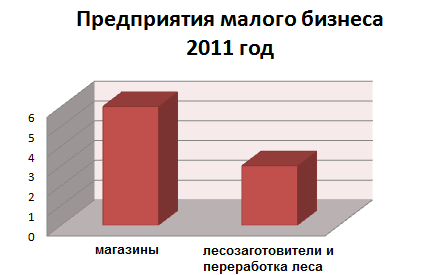 Предприятия малого бизнеса
2011 год
6
5
4
3
2
1
0
магазины
лесозаготовители и
переработка леса